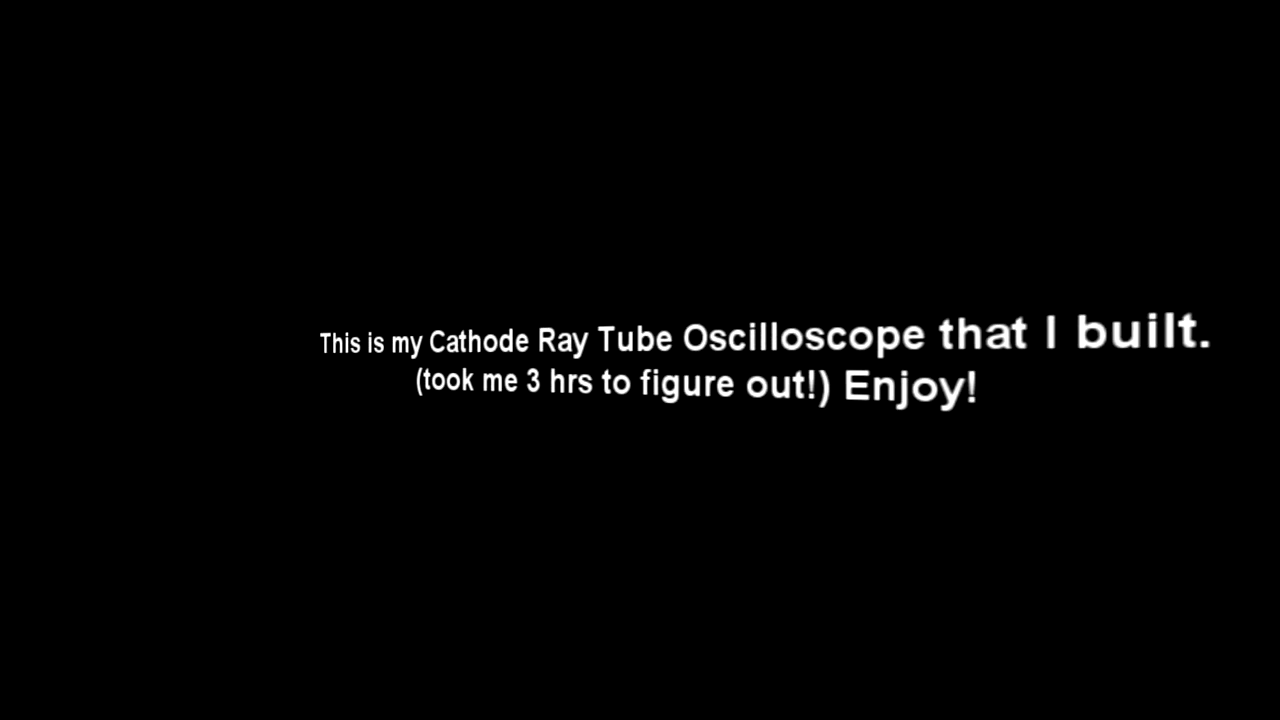 This is my Cathode Ray Tube Oscilloscope that I built.
(took me 3 hrs to figure out!) Enjoy!